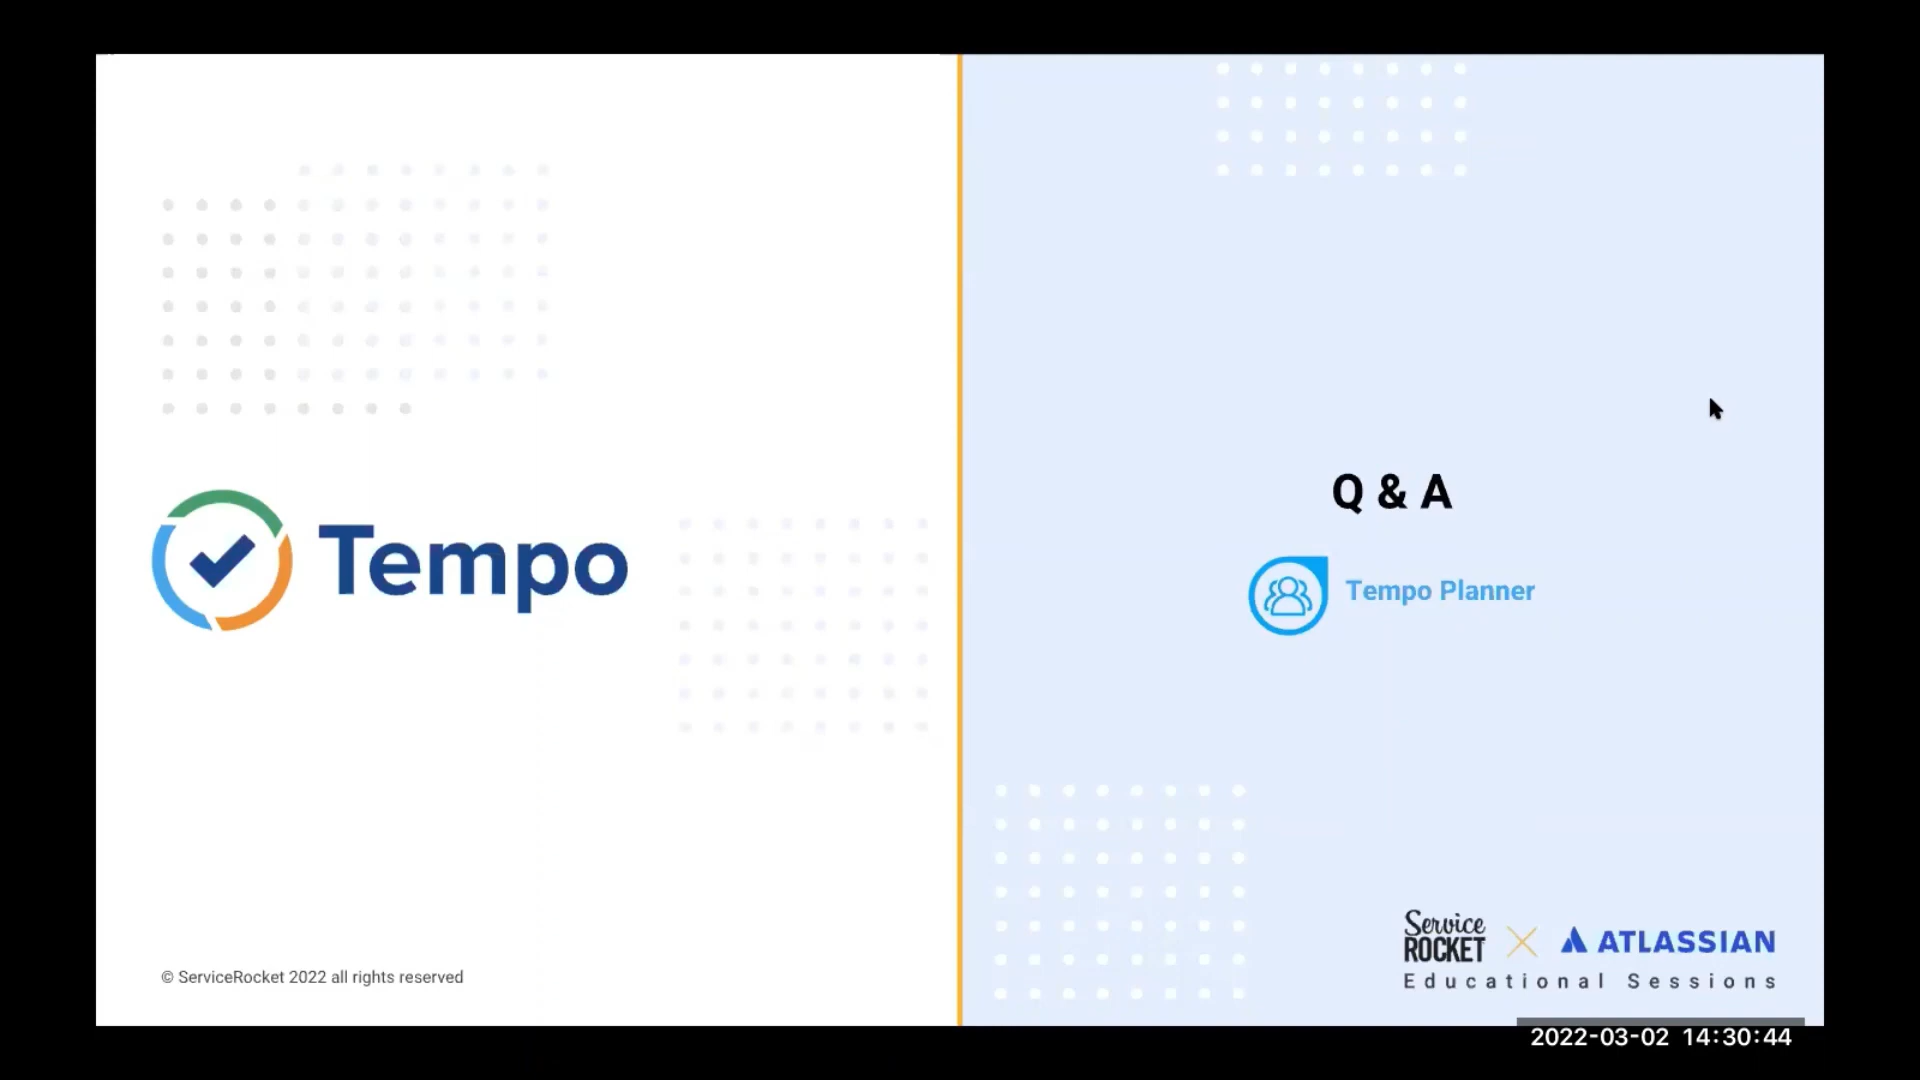 Tempo
© ServiceRocket 2022 all rights reserved
Q & A
Tempo Planner
Service
ROCKET
ATLASSIAN
Educational Sessions
2022-03-02 14:30:44